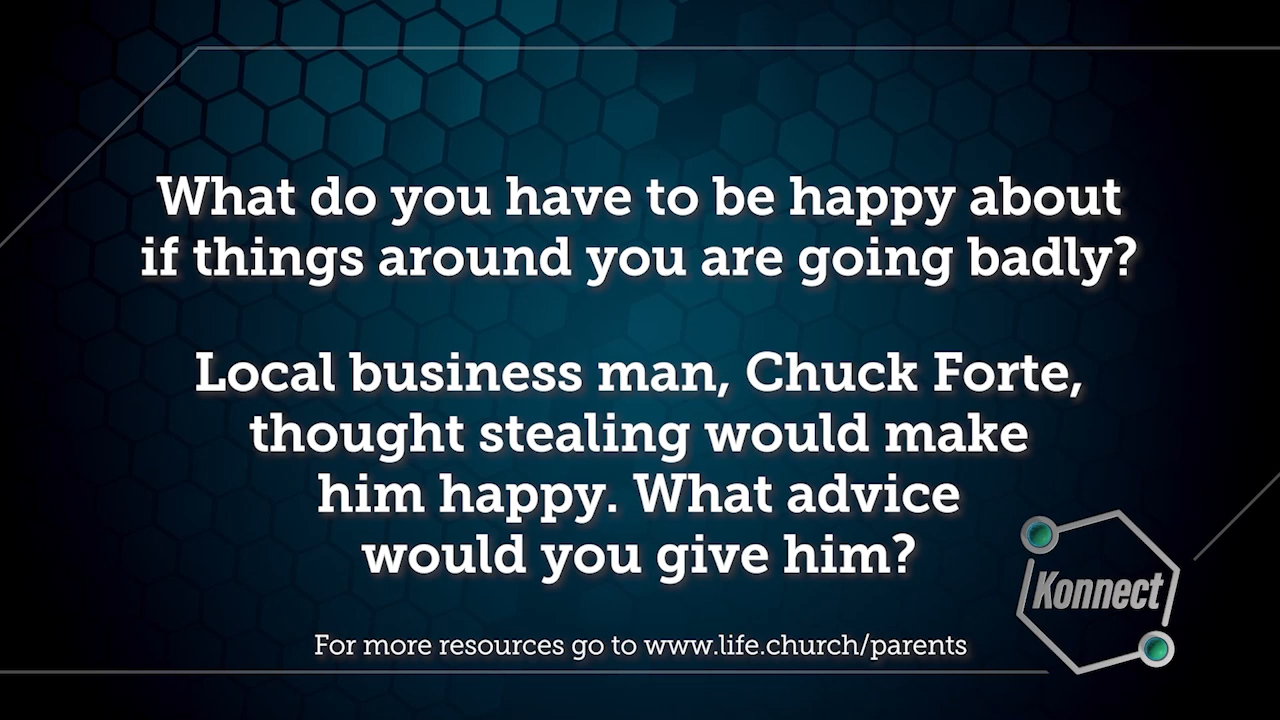 What do you have to be happy about
if things around you are going badly?
Local business man, Chuck Forte,
thought stealing would make
him happy. What advice
would you give him?
Konnect
For more resources go to www.life.church/parents